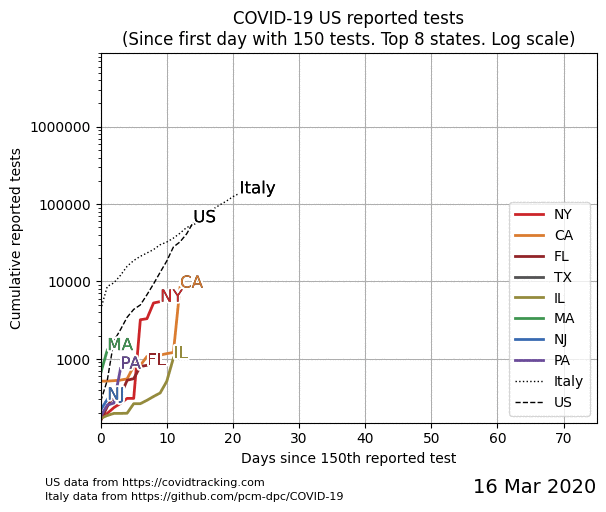 COVID-19 US reported tests
(Since first day with 150 tests. Top 8 states. Log scale)
Cumulative reported tests
1000000
100000
10000
1000
Italy
US
CA
NY
MA
PA
FL
IL
NJ
NY
CA
FL
TX
IL
MA
NJ
PA
Italy
US
0 10 20 30 40 50 60 70
Days since 150th reported test
US data from https://covidtracking.com
Italy data from https://github.com/pcm-dpc/COVID-19
16 Mar 2020